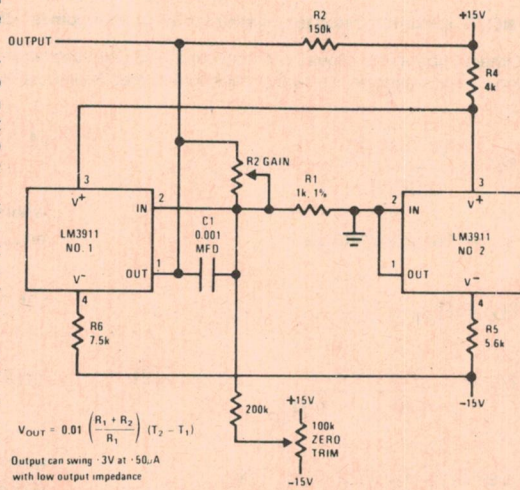 R2
150k
+15V
OUTPUT
R4
4k
R2 GAIN
R1
1k, 1%
3
V+
2
IN
LM3911
NO. 1
C1
0.001
MFD
OUT
1
V-
4
R6
7.5k
3
V+
2
IN
LM3911
NO 2
1
OUT
V-
4
R5
5.6k
-15V
200k
+15V
100k
ZERO
TRIM
-15V
VOUT = 0.01 (R1 + R2 / R1) (T2 - T1)
Output can swing ·3V at ·50μA
with low output impedance